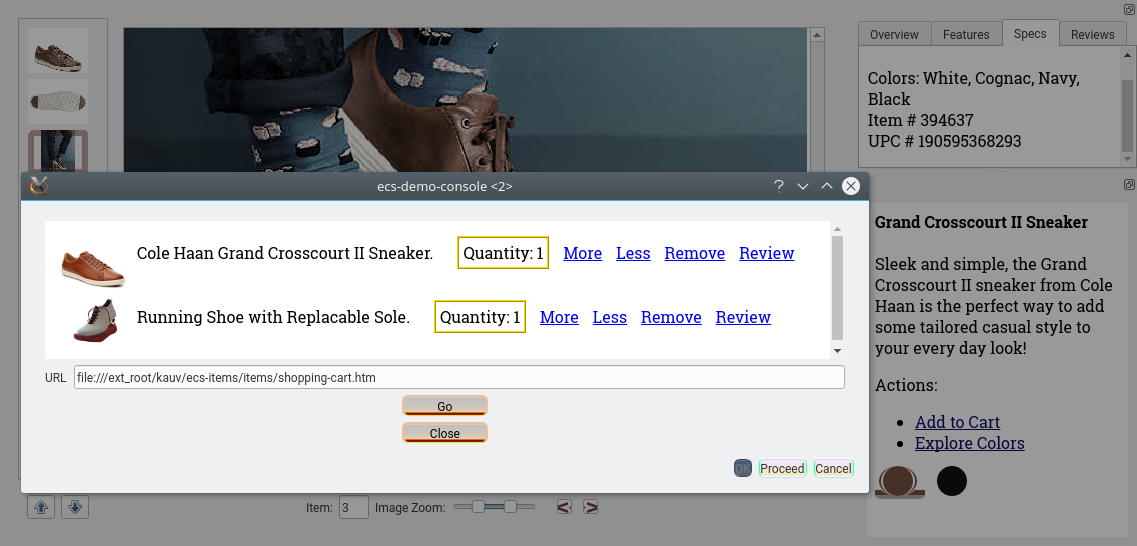 Overview Features Specs Reviews
Colors: White, Cognac, Navy,
Black
Item # 394637
UPC # 190595368293
ecs-demo-console <2>
Cole Haan Grand Crosscourt II Sneaker. Quantity: 1 More Less Remove Review
Running Shoe with Replacable Sole. Quantity: 1 More Less Remove Review
URL file:///ext_root/kauv/ecs-items/items/shopping-cart.htm
Go
Close
OK Proceed Cancel
Grand Crosscourt II Sneaker
Sleek and simple, the Grand
Crosscourt II sneaker from Cole
Haan is the perfect way to add
some tailored casual style to
your every day look!
Actions:
Add to Cart
Explore Colors
Item: 3 Image Zoom: < >